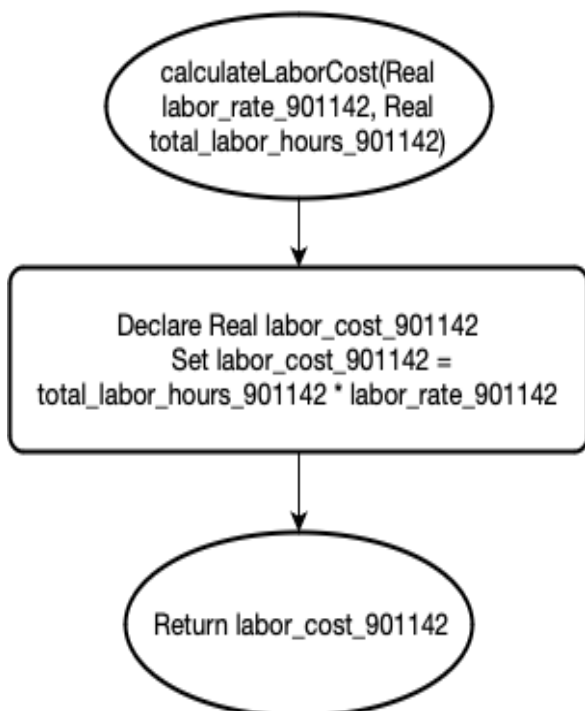 calculateLaborCost(Real
labor_rate_901142, Real
total_labor_hours_901142)
Declare Real labor_cost_901142
Set labor_cost_901142 =
total_labor_hours_901142 * labor_rate_901142
Return labor_cost_901142